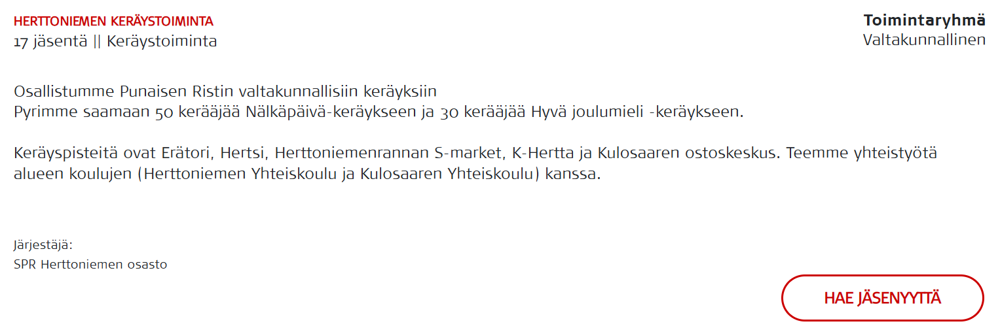 HERTTONIEMEN KERÄYSTOIMINTA
17 jäsentä || Keräystoiminta
Toimintaryhmä
Valtakunnallinen
Osallistumme Punaisen Ristin valtakunnallisiin keräyksiin
Pyrimme saamaan 50 kerääjää Nälkäpäivä-keräykseen ja 30 kerääjää Hyvä joulumieli -keräykseen.
Keräyspisteitä ovat Erätori, Hertsi, Herttoniemenrannan S-market, K-Hertta ja Kulosaaren ostoskeskus. Teemme yhteistyötä
alueen koulujen (Herttoniemen Yhteiskoulu ja Kulosaaren Yhteiskoulu) kanssa.
Järjestäjä:
SPR Herttoniemen osasto
HAE JÄSENYYTTÄ